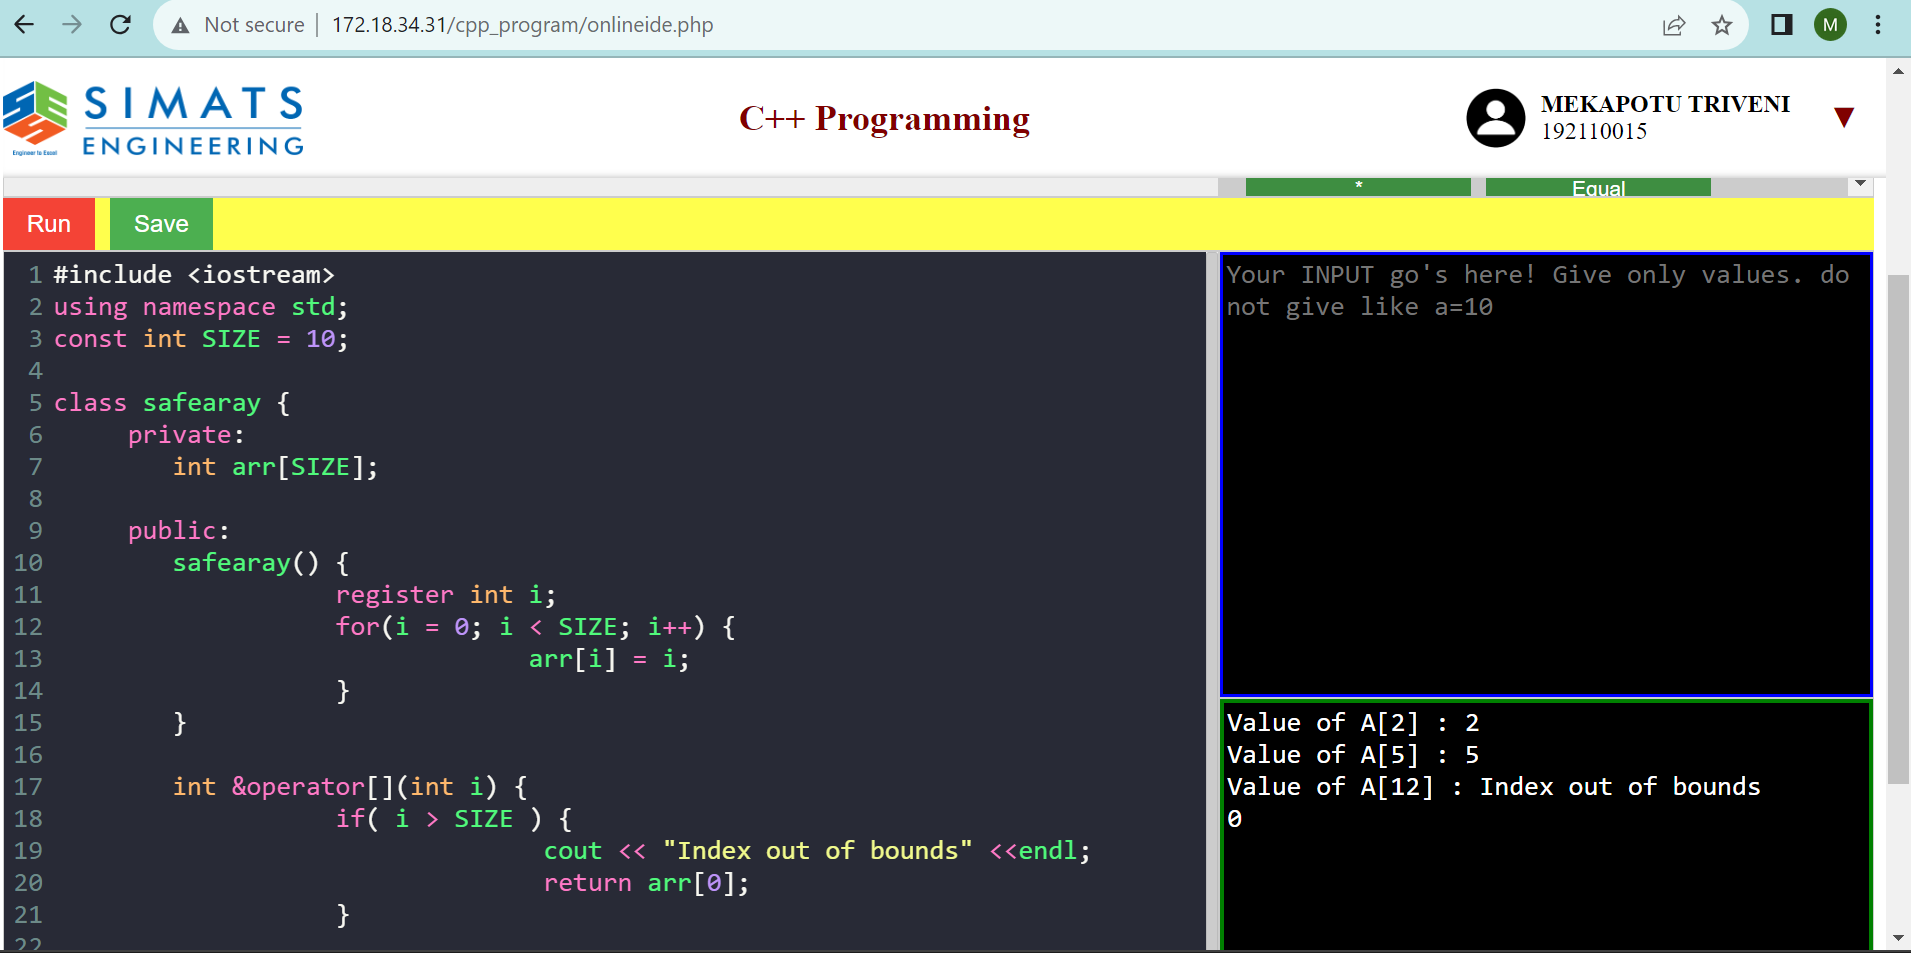 Not secure | 172.18.34.31/cpp_program/onlineide.php
M
SIMATS
ENGINEERING
Engineer to Excel
C++ Programming
MEKAPOTU TRIVENI
192110015
* Equal
Run Save
1 #include <iostream>
2 using namespace std;
3 const int SIZE = 10;
4
5 class safearay {
6 private:
7 int arr[SIZE];
8
9 public:
10 safearay() {
11 register int i;
12 for(i = 0; i < SIZE; i++) {
13 arr[i] = i;
14 }
15 }
16
17 int &operator[](int i) {
18 if( i > SIZE ) {
19 cout << "Index out of bounds" <<endl;
20 return arr[0];
21 }
22
Your INPUT go's here! Give only values. do
not give like a=10
Value of A[2] : 2
Value of A[5] : 5
Value of A[12] : Index out of bounds
0